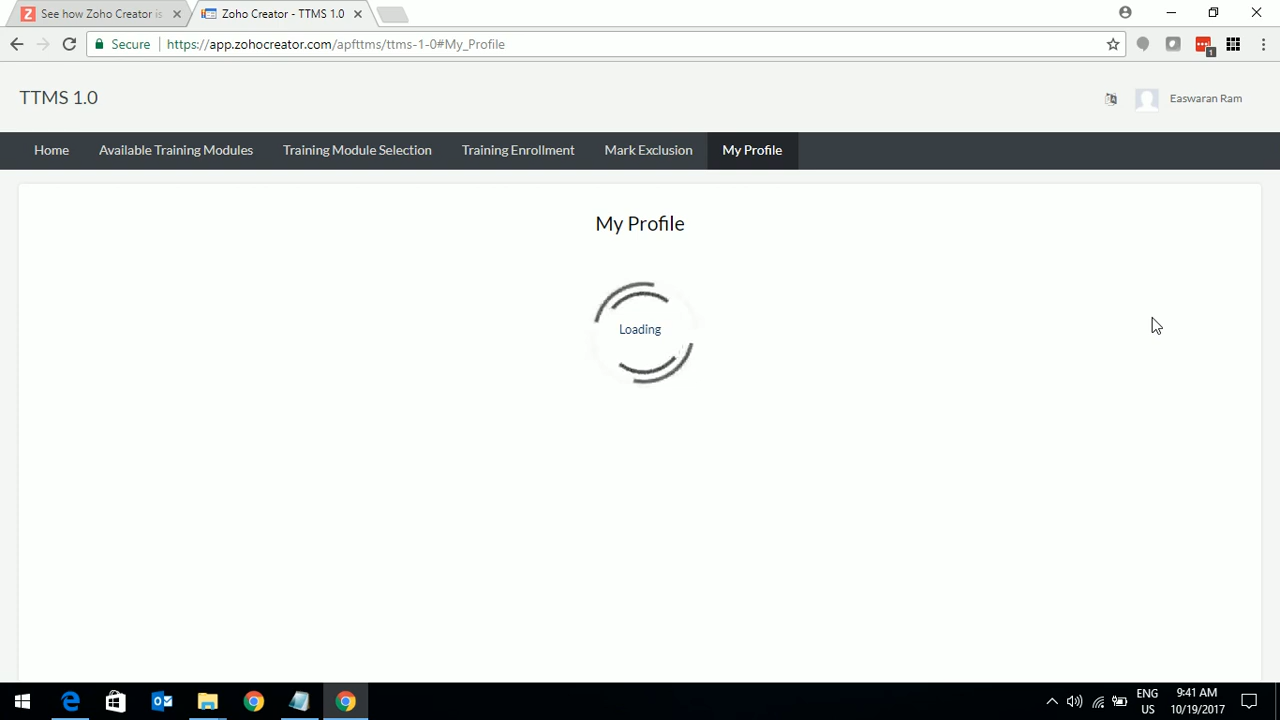 See how Zoho Creator is
Zoho Creator - TTMS 1.0
Secure
https://app.zohocreator.com/apfttms/ttms-1-0#My_Profile
1
TTMS 1.0
Easwaran Ram
Home
Available Training Modules
Training Module Selection
Training Enrollment
Mark Exclusion
My Profile
My Profile
Loading
ENG
US
9:41 AM
10/19/2017